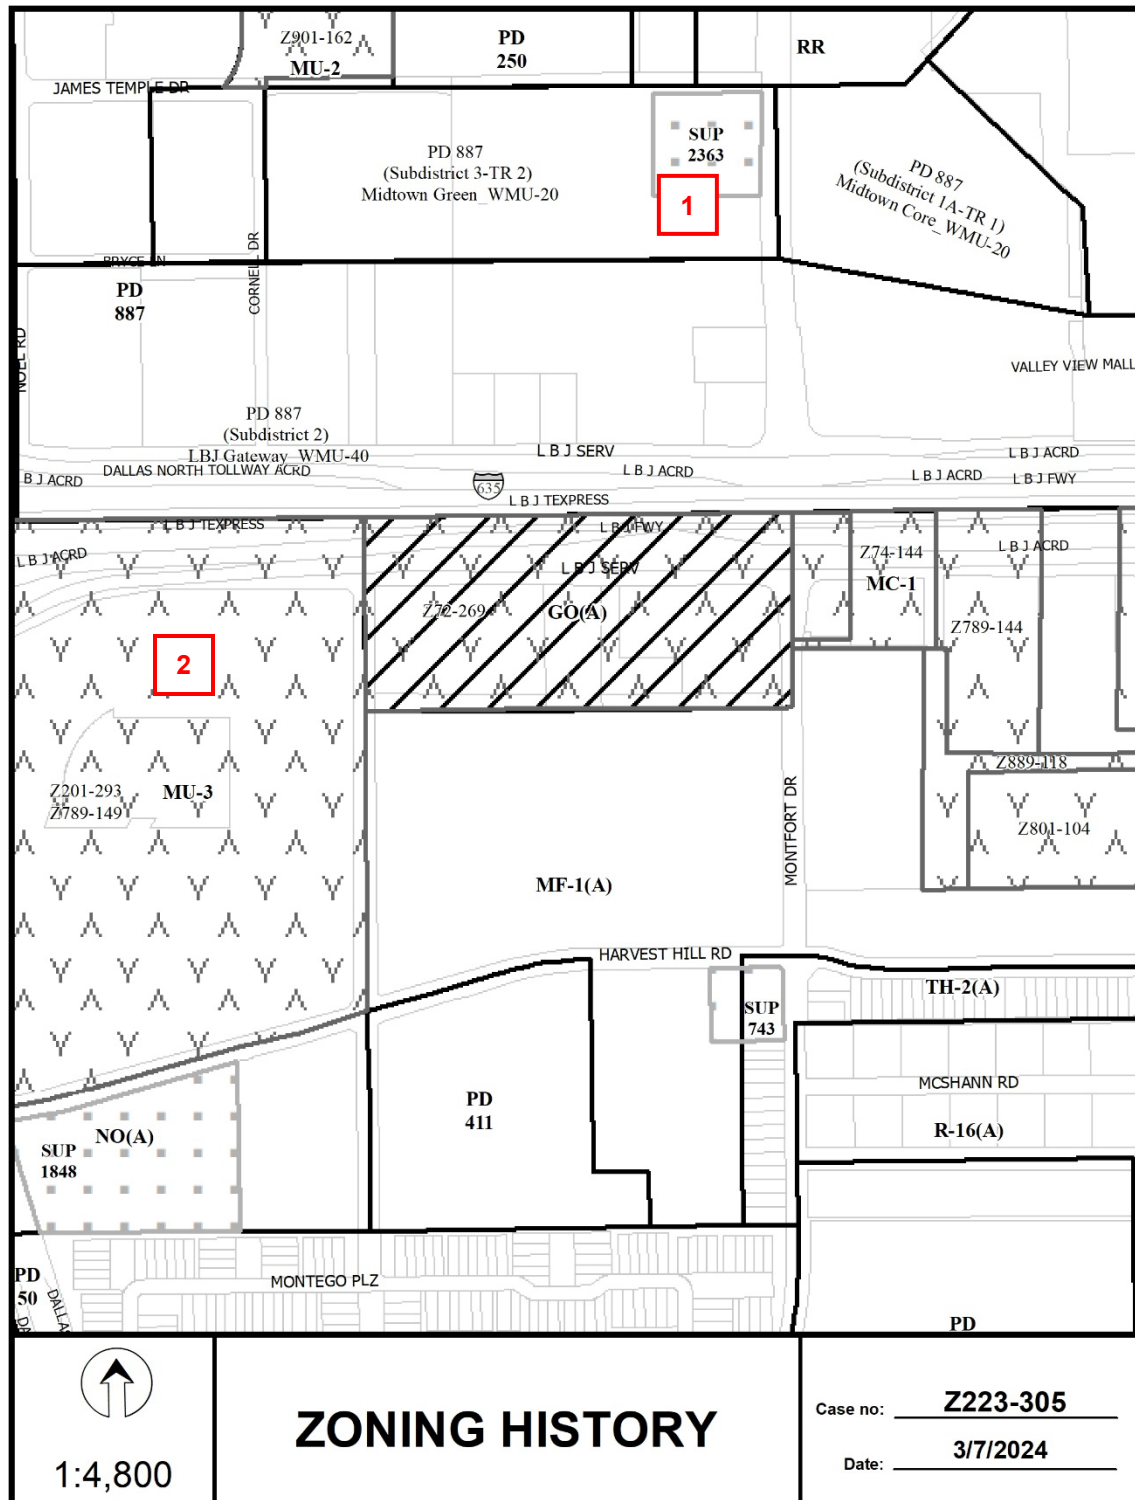 Z901-162
MU-2
PD
250
RR
JAMES TEMPLE DR
SUP
2363
1
PD 887
(Subdistrict 3-TR 2)
Midtown Green_WMU-20
PD 887
(Subdistrict 1A-TR 1)
Midtown Core_WMU-20
BRYCE LN
CORNELL DR
PD
887
NOEL RD
VALLEY VIEW MALL
PD 887
(Subdistrict 2)
LBJ Gateway_WMU-40
L B J SERV
L B J ACRD
DALLAS NORTH TOLLWAY ACRD
L B J ACRD
L B J ACRD
L B J FWY
B J ACRD
635
L B J TEXPRESS
L B J TEXPRESS
L B J FWY
L B J ACRD
L B J ACRD
L B J SERV
Z74-144
MC-1
Z72-269
GO(A)
Z789-144
2
Z889-118
Z201-293
Z789-149
MU-3
Z801-104
MONTFORT DR
MF-1(A)
HARVEST HILL RD
TH-2(A)
SUP
743
MCSHANN RD
PD
411
R-16(A)
NO(A)
SUP
1848
MONTEGO PLZ
PD
50
DALLAS
DA
PD
1:4,800
ZONING HISTORY
Case no: Z223-305
Date: 3/7/2024